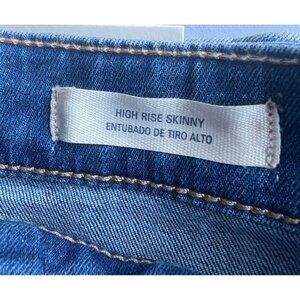 HIGH RISE SKINNY
ENTUBADO DE TIRO ALTO